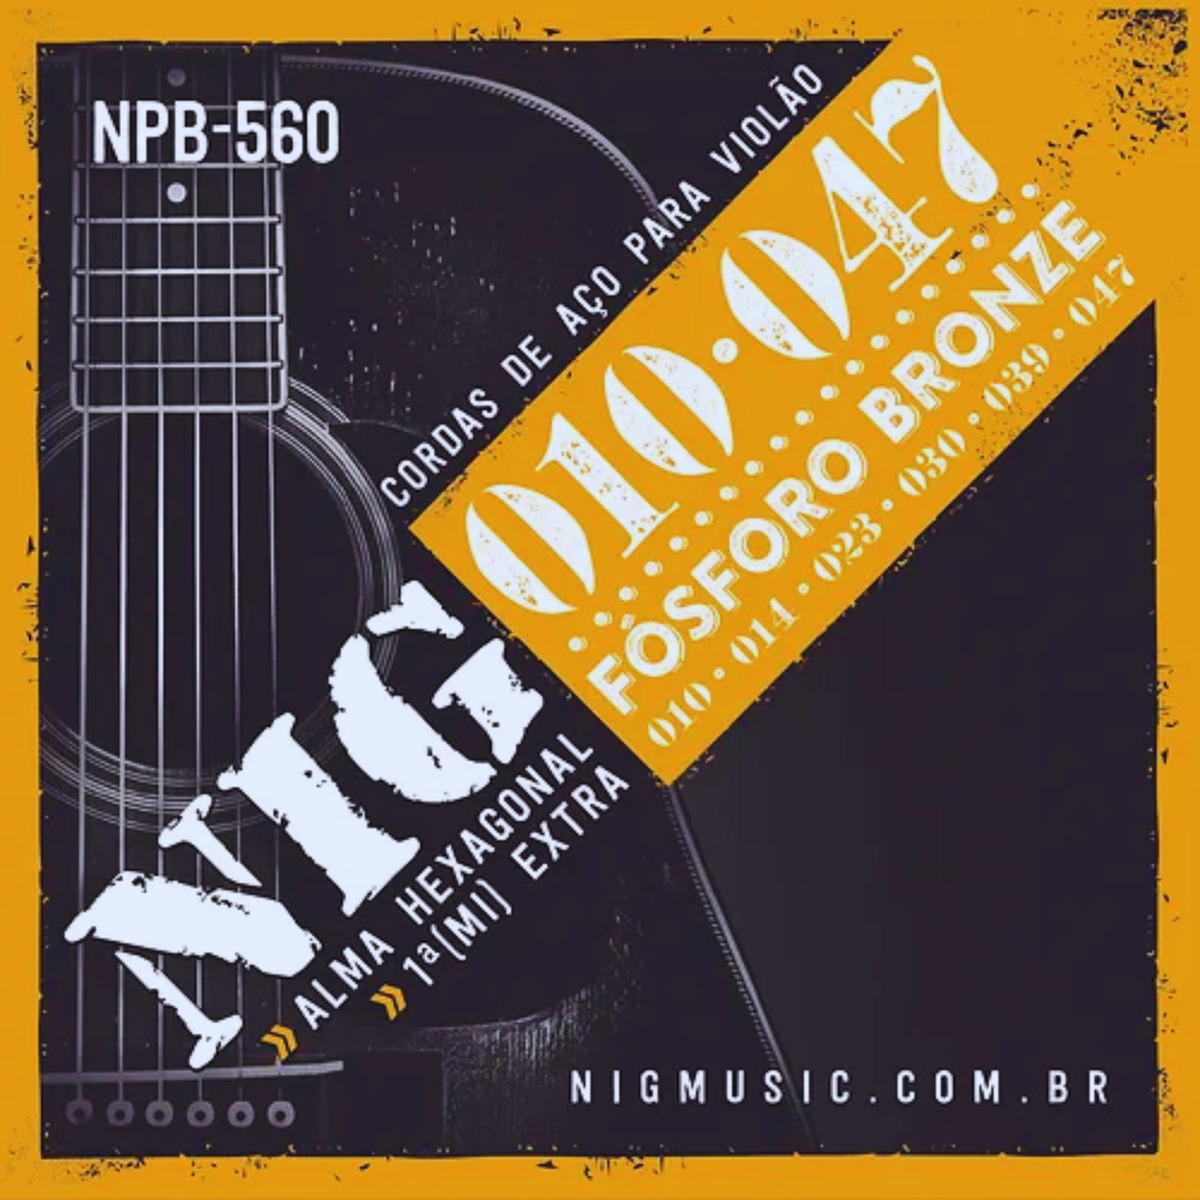 NPB-560
CORDAS DE AÇO PARA VIOLÃO
010·047
FÓSFORO BRONZE
010 · 014 · 023 · 030 · 039 · 047
NIG
» ALMA HEXAGONAL
» 1ª(MI) EXTRA
NIGMUSIC.COM.BR